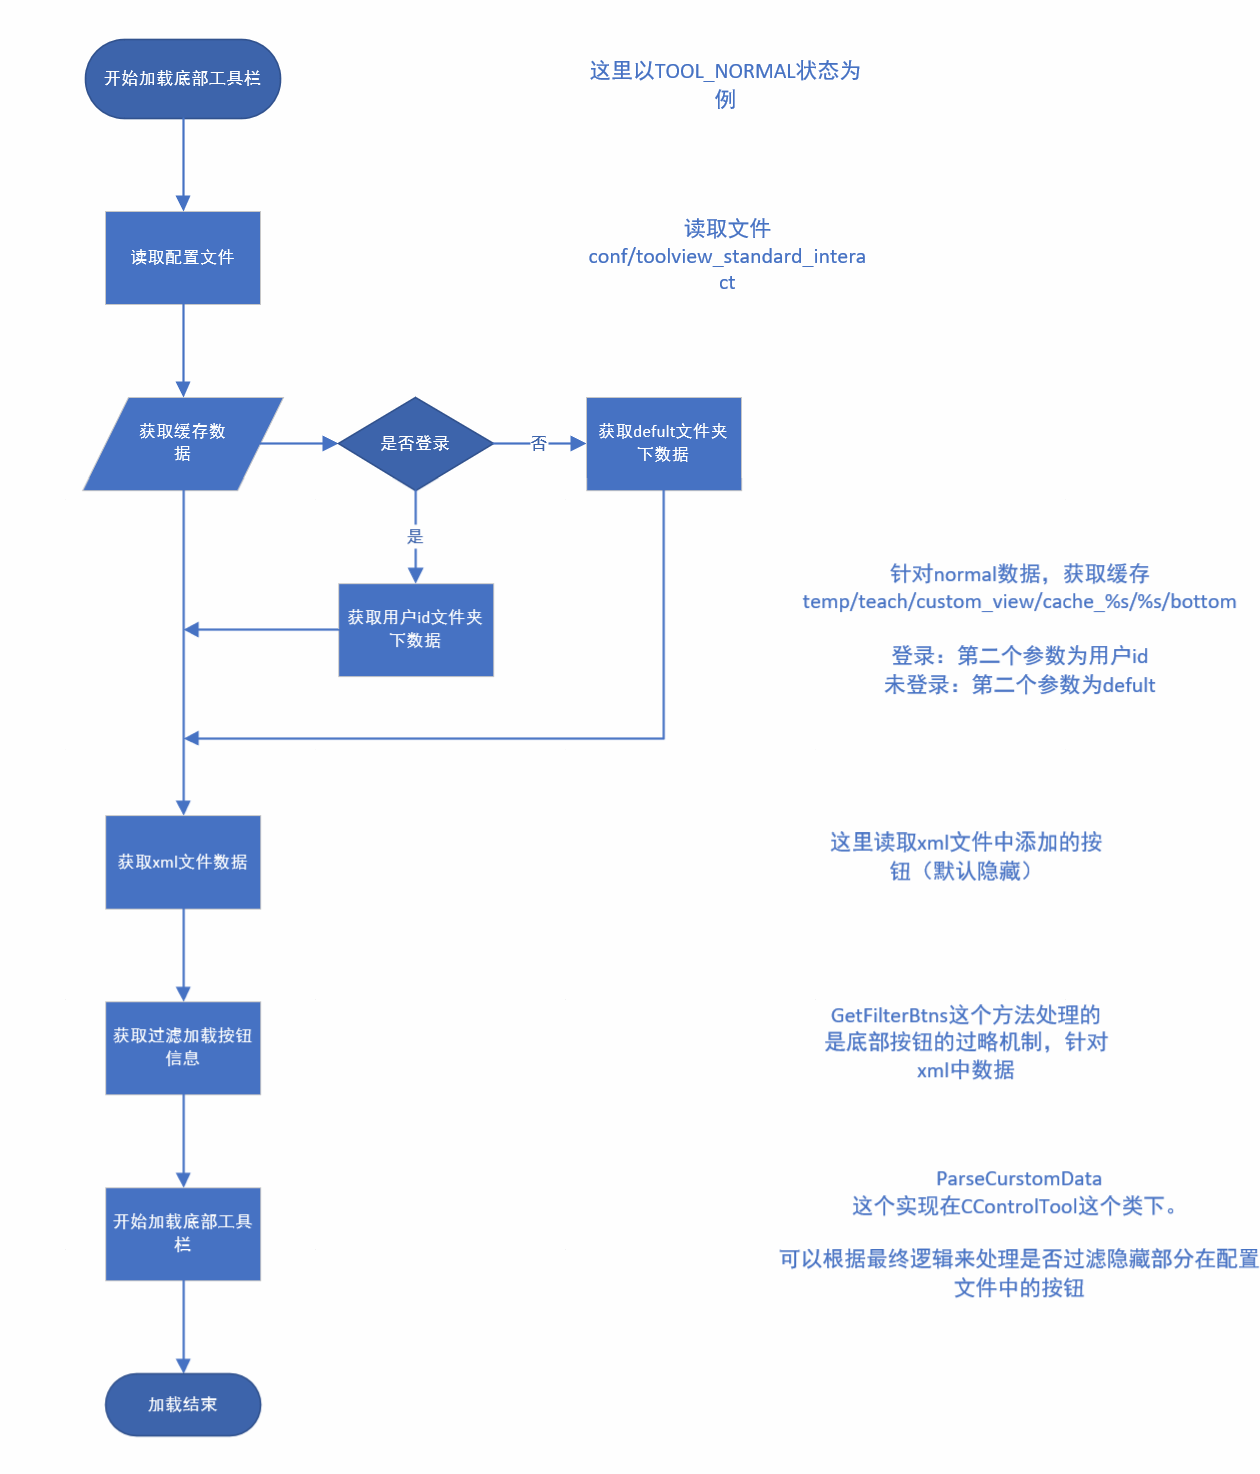 开始加载底部工具栏
这里以TOOL_NORMAL状态为
例
读取配置文件
读取文件
conf/toolview_standard_intera
ct
获取缓存数
据
是否登录
否
获取defult文件夹
下数据
是
获取用户id文件夹
下数据
针对normal数据，获取缓存
temp/teach/custom_view/cache_%s/%s/bottom
登录：第二个参数为用户id
未登录：第二个参数为defult
获取xml文件数据
这里读取xml文件中添加的按
钮（默认隐藏）
获取过滤加载按钮
信息
GetFilterBtns这个方法处理的
是底部按钮的过略机制，针对
xml中数据
开始加载底部工具
栏
ParseCurstomData
这个实现在CControlTool这个类下。
可以根据最终逻辑来处理是否过滤隐藏部分在配置
文件中的按钮
加载结束